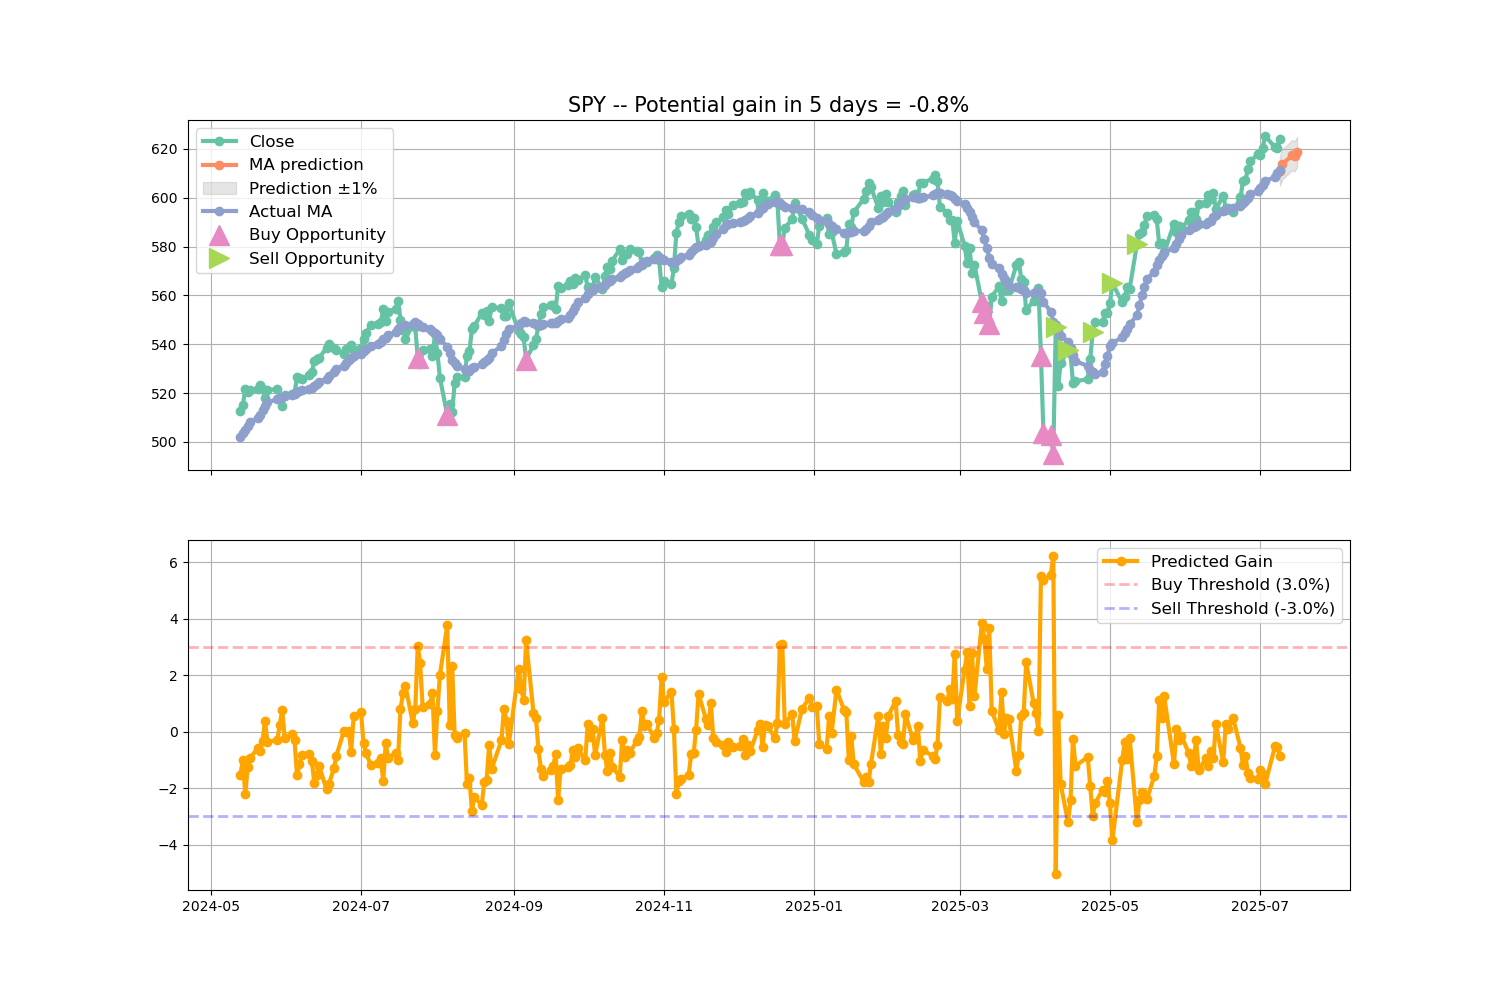 SPY -- Potential gain in 5 days = -0.8%
Close
MA prediction
Prediction ±1%
Actual MA
Buy Opportunity
Sell Opportunity
620
600
580
560
540
520
500
Predicted Gain
Buy Threshold (3.0%)
Sell Threshold (-3.0%)
6
4
2
0
−2
−4
2024-05 2024-07 2024-09 2024-11 2025-01 2025-03 2025-05 2025-07